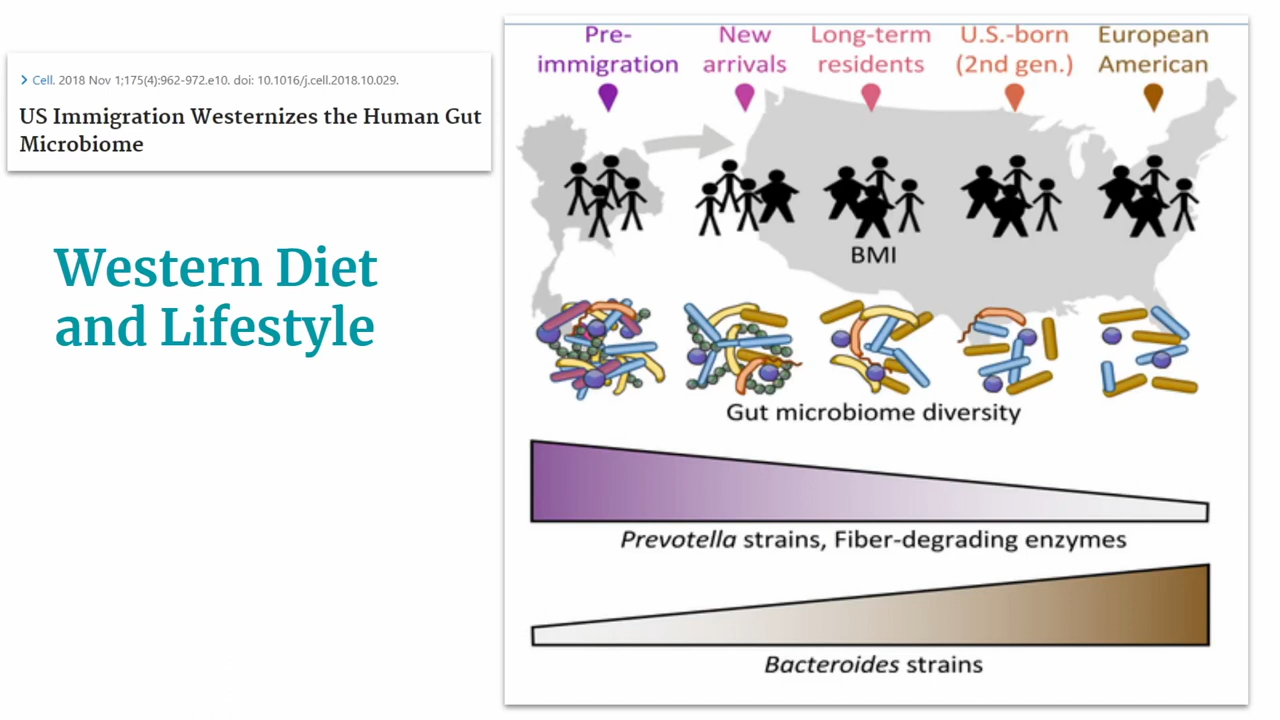 Cell. 2018 Nov 1;175(4):962-972.e10. doi: 10.1016/j.cell.2018.10.029.
US Immigration Westernizes the Human Gut
Microbiome
Western Diet
and Lifestyle
Pre-
immigration
New
arrivals
Long-term
residents
U.S.-born
(2nd gen.)
European
American
BMI
Gut microbiome diversity
Prevotella strains, Fiber-degrading enzymes
Bacteroides strains